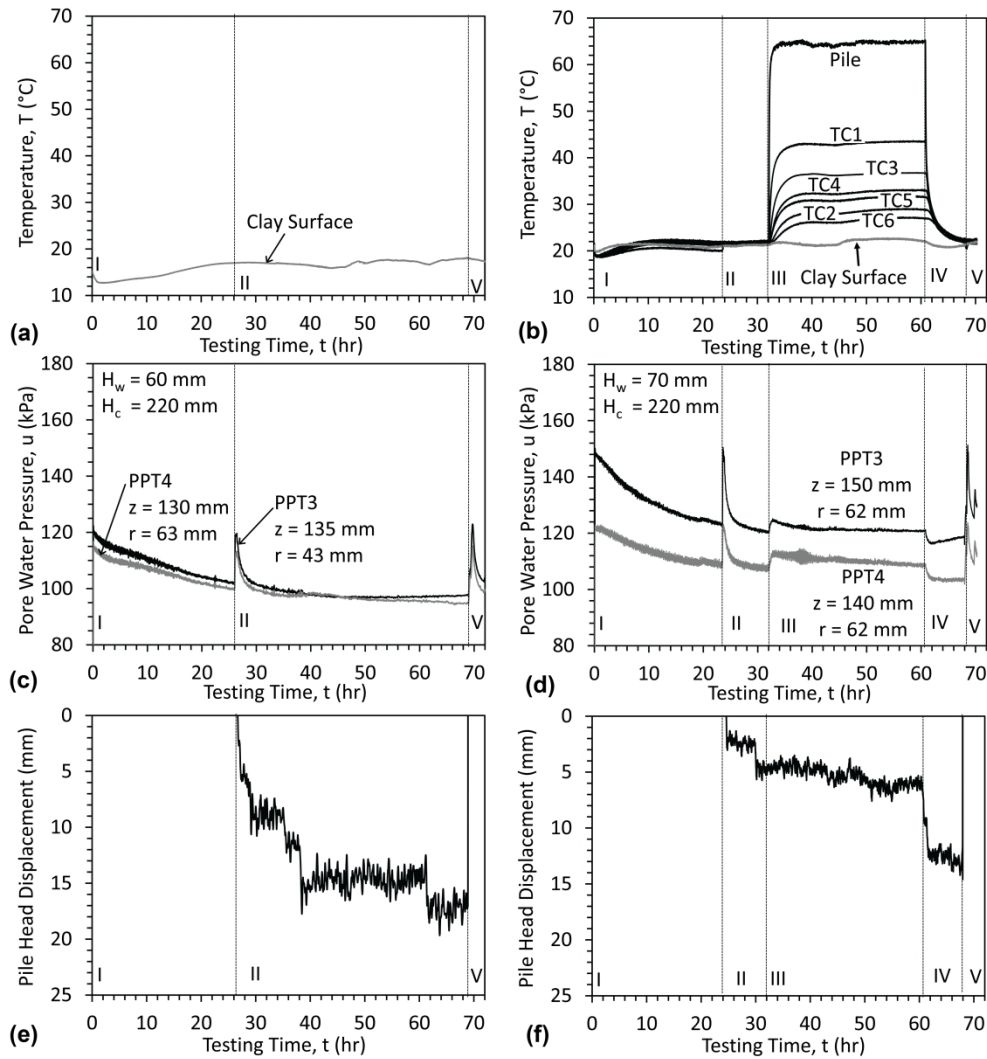 70
60
50
40
30
20
10
Temperature, T (°C)
Clay Surface
I
II
V
0 10 20 30 40 50 60 70
Testing Time, t (hr)
(a)
70
60
50
40
30
20
10
Temperature, T (°C)
Pile
TC1
TC3
TC4
TC5
TC2
TC6
I
II
III
Clay Surface
IV
V
0 10 20 30 40 50 60 70
Testing Time, t (hr)
(b)
180
160
140
120
100
80
Pore Water Pressure, u (kPa)
H_w = 60 mm
H_c = 220 mm
PPT4
z = 130 mm
r = 63 mm
PPT3
z = 135 mm
r = 43 mm
I
II
V
0 10 20 30 40 50 60 70
Testing Time, t (hr)
(c)
180
160
140
120
100
80
Pore Water Pressure, u (kPa)
H_w = 70 mm
H_c = 220 mm
PPT3
z = 150 mm
r = 62 mm
PPT4
z = 140 mm
r = 62 mm
I
II
III
IV
V
0 10 20 30 40 50 60 70
Testing Time, t (hr)
(d)
0
5
10
15
20
25
Pile Head Displacement (mm)
I
II
V
0 10 20 30 40 50 60 70
Testing Time, t (hr)
(e)
0
5
10
15
20
25
Pile Head Displacement (mm)
I
II
III
IV
V
0 10 20 30 40 50 60 70
Testing Time, t (hr)
(f)